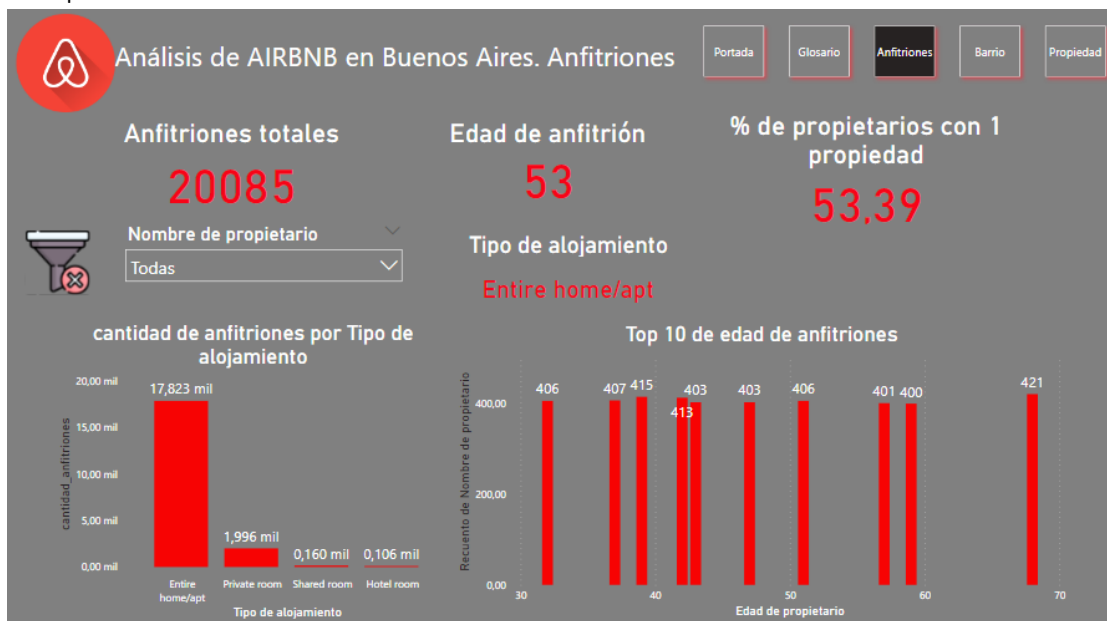 Análisis de AIRBNB en Buenos Aires. Anfitriones
Portada
Glosario
Anfitriones
Barrio
Propiedad
Anfitriones totales
20085
Edad de anfitrión
53
% de propietarios con 1
propiedad
53,39
Nombre de propietario
Todas
Tipo de alojamiento
Entire home/apt
cantidad de anfitriones por Tipo de
alojamiento
cantidad_anfitriones
20,00 mil
15,00 mil
10,00 mil
5,00 mil
0,00 mil
17,823 mil
1,996 mil
0,160 mil
0,106 mil
Entire
home/apt
Private room
Shared room
Hotel room
Tipo de alojamiento
Top 10 de edad de anfitriones
Recuento de Nombre de propietario
400,00
200,00
0,00
406
407
415
413
403
403
406
401
400
421
30
40
50
60
70
Edad de propietario